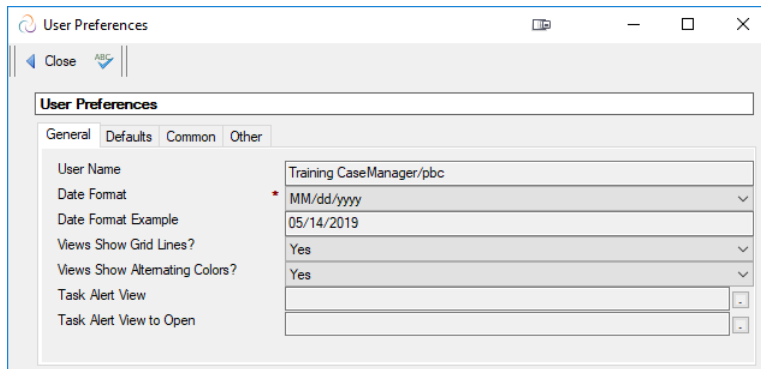 User Preferences
Close ABC
User Preferences
General Defaults Common Other
User Name Training CaseManager/pbc
Date Format * MM/dd/yyyy
Date Format Example 05/14/2019
Views Show Grid Lines? Yes
Views Show Alternating Colors? Yes
Task Alert View .
Task Alert View to Open .